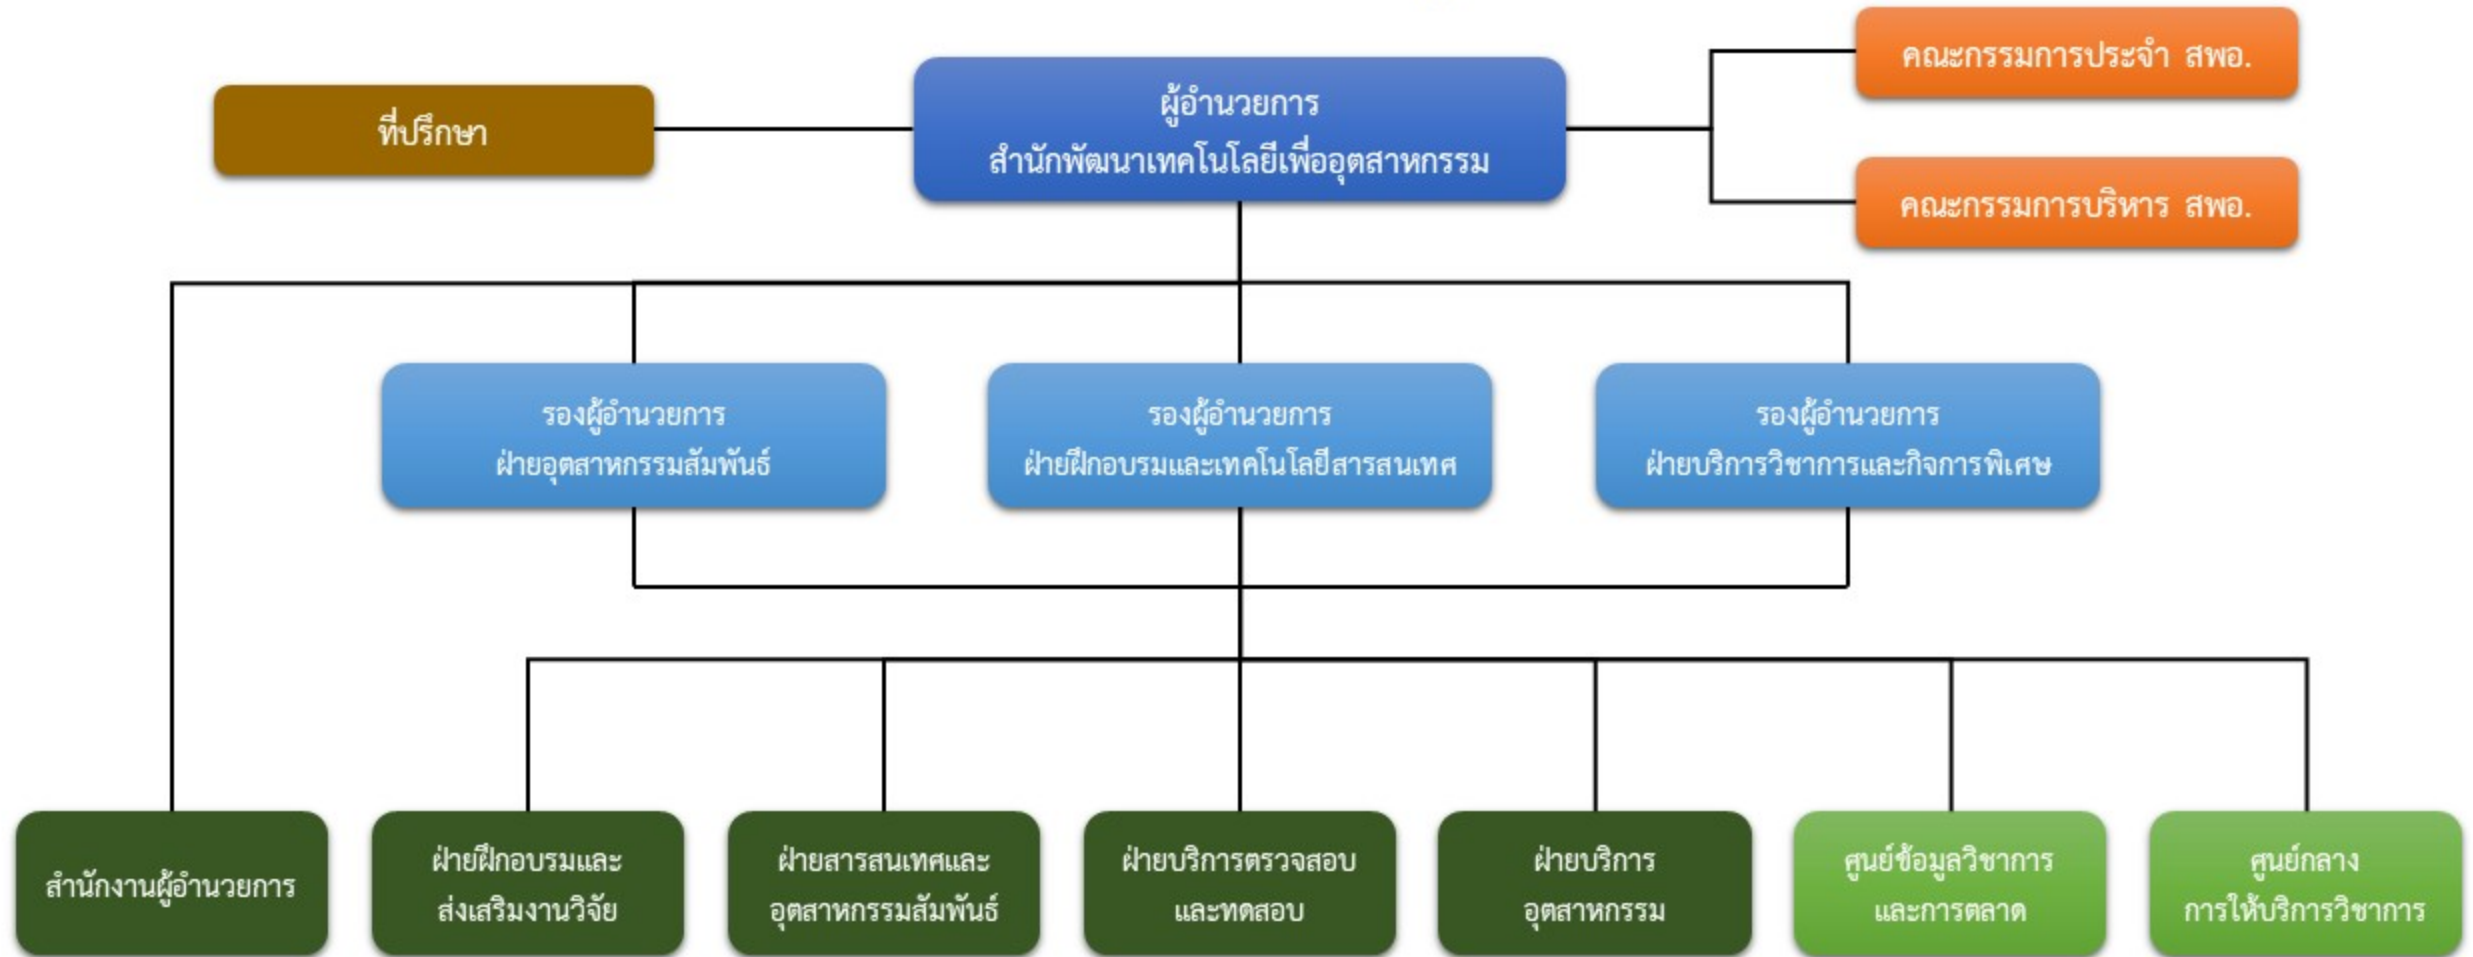 คณะกรรมการประจำ สพอ.
ที่ปรึกษา
ผู้อำนวยการ
สำนักพัฒนาเทคโนโลยีเพื่ออุตสาหกรรม
คณะกรรมการบริหาร สพอ.
รองผู้อำนวยการ
ฝ่ายอุตสาหกรรมสัมพันธ์
รองผู้อำนวยการ
ฝ่ายฝึกอบรมและเทคโนโลยีสารสนเทศ
รองผู้อำนวยการ
ฝ่ายบริการวิชาการและกิจการพิเศษ
สำนักงานผู้อำนวยการ
ฝ่ายฝึกอบรมและ
ส่งเสริมงานวิจัย
ฝ่ายสารสนเทศและ
อุตสาหกรรมสัมพันธ์
ฝ่ายบริการตรวจสอบ
และทดสอบ
ฝ่ายบริการ
อุตสาหกรรม
ศูนย์ข้อมูลวิชาการ
และการตลาด
ศูนย์กลาง
การให้บริการวิชาการ